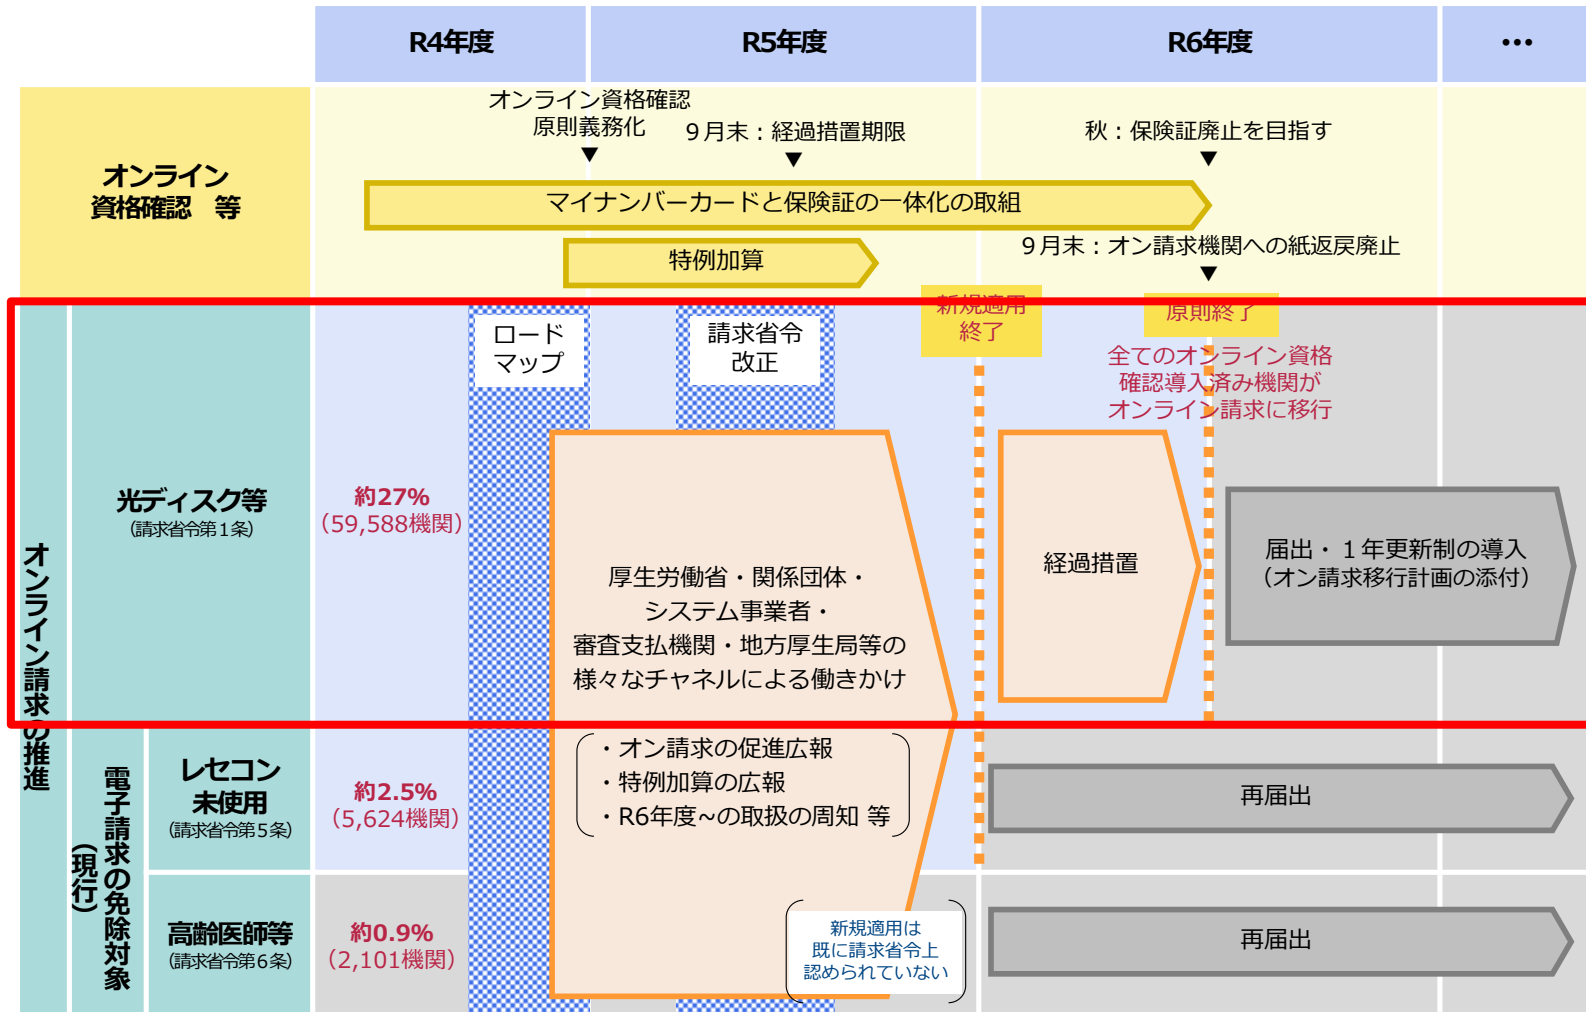 R4年度
R5年度
R6年度
…
オンライン
資格確認　等
オンライン資格確認
原則義務化
▼
９月末：経過措置期限
▼
秋：保険証廃止を目指す
▼
マイナンバーカードと保険証の一体化の取組
特例加算
９月末：オン請求機関への紙返戻廃止
▼
オンライン請求の推進
ロード
マップ
請求省令
改正
新規適用
終了
原則終了
全てのオンライン資格
確認導入済み機関が
オンライン請求に移行
光ディスク等
（請求省令第１条）
約27%
（59,588機関）
厚生労働省・関係団体・
システム事業者・
審査支払機関・地方厚生局等の
様々なチャネルによる働きかけ
・オン請求の促進広報
・特例加算の広報
・R6年度~の取扱の周知 等
経過措置
届出・１年更新制の導入
（オン請求移行計画の添付）
電子請求の免除対象
（現行）
レセコン
未使用
（請求省令第５条）
約2.5%
（5,624機関）
再届出
高齢医師等
（請求省令第６条）
約0.9%
（2,101機関）
新規適用は
既に請求省令上
認められていない
再届出